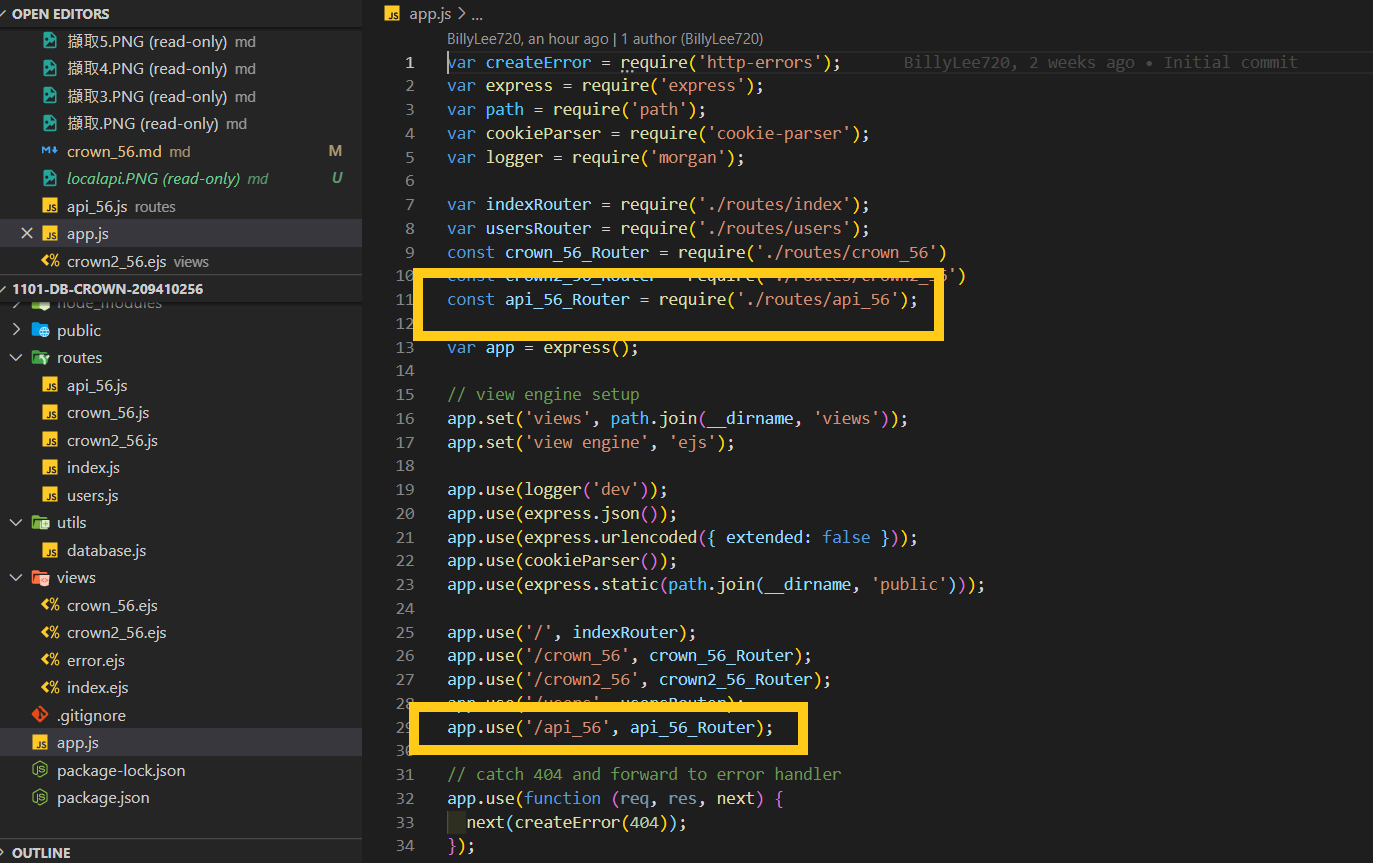 OPEN EDITORS
擷取5.PNG (read-only) md
擷取4.PNG (read-only) md
擷取3.PNG (read-only) md
擷取.PNG (read-only) md
crown_56.md md M
localapi.PNG (read-only) md U
api_56.js routes
app.js
crown2_56.ejs views
1101-DB-CROWN-209410256
node_modules
public
routes
api_56.js
crown_56.js
crown2_56.js
index.js
users.js
utils
database.js
views
crown_56.ejs
crown2_56.ejs
error.ejs
index.ejs
.gitignore
app.js
package-lock.json
package.json
OUTLINE
app.js > ...
BillyLee720, an hour ago | 1 author (BillyLee720)
1 var createError = require('http-errors'); BillyLee720, 2 weeks ago • Initial commit
2 var express = require('express');
3 var path = require('path');
4 var cookieParser = require('cookie-parser');
5 var logger = require('morgan');
6
7 var indexRouter = require('./routes/index');
8 var usersRouter = require('./routes/users');
9 const crown_56_Router = require('./routes/crown_56')
10 const crown2_56_Router = require('./routes/crown2_56')
11 const api_56_Router = require('./routes/api_56');
12
13 var app = express();
14
15 // view engine setup
16 app.set('views', path.join(__dirname, 'views'));
17 app.set('view engine', 'ejs');
18
19 app.use(logger('dev'));
20 app.use(express.json());
21 app.use(express.urlencoded({ extended: false }));
22 app.use(cookieParser());
23 app.use(express.static(path.join(__dirname, 'public')));
24
25 app.use('/', indexRouter);
26 app.use('/crown_56', crown_56_Router);
27 app.use('/crown2_56', crown2_56_Router);
28 app.use('/users', usersRouter);
29 app.use('/api_56', api_56_Router);
30
31 // catch 404 and forward to error handler
32 app.use(function (req, res, next) {
33 next(createError(404));
34 });